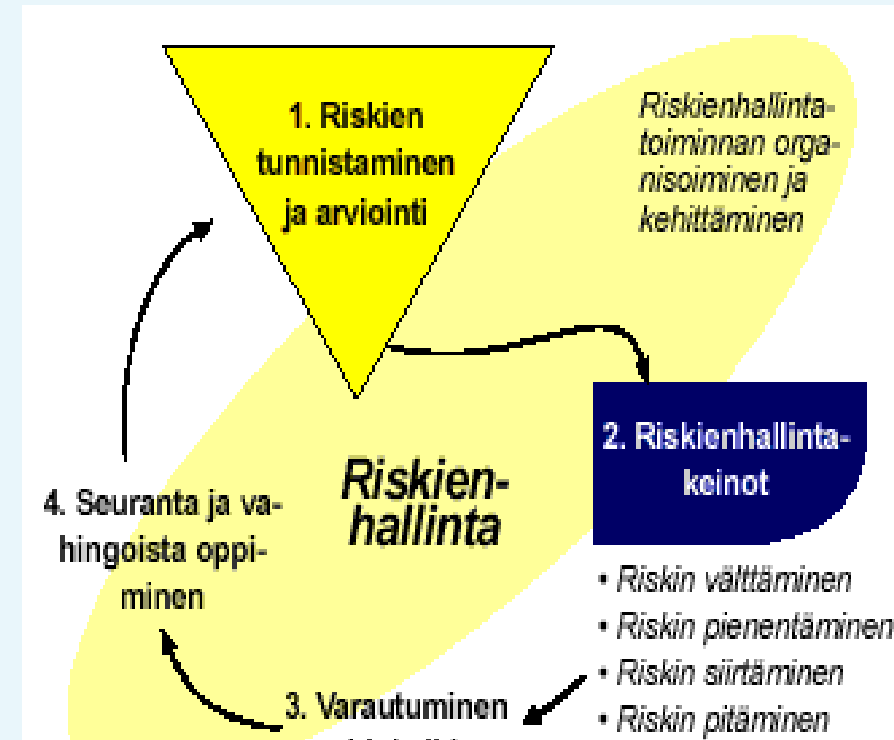 1. Riskien
tunnistaminen
ja arviointi
Riskienhallinta-
toiminnan orga-
nisoiminen ja
kehittäminen
2. Riskienhallinta-
keinot
• Riskin välttäminen
• Riskin pienentäminen
• Riskin siirtäminen
• Riskin pitäminen
3. Varautuminen
4. Seuranta ja va-
hingoista oppi-
minen
Riskien-
hallinta